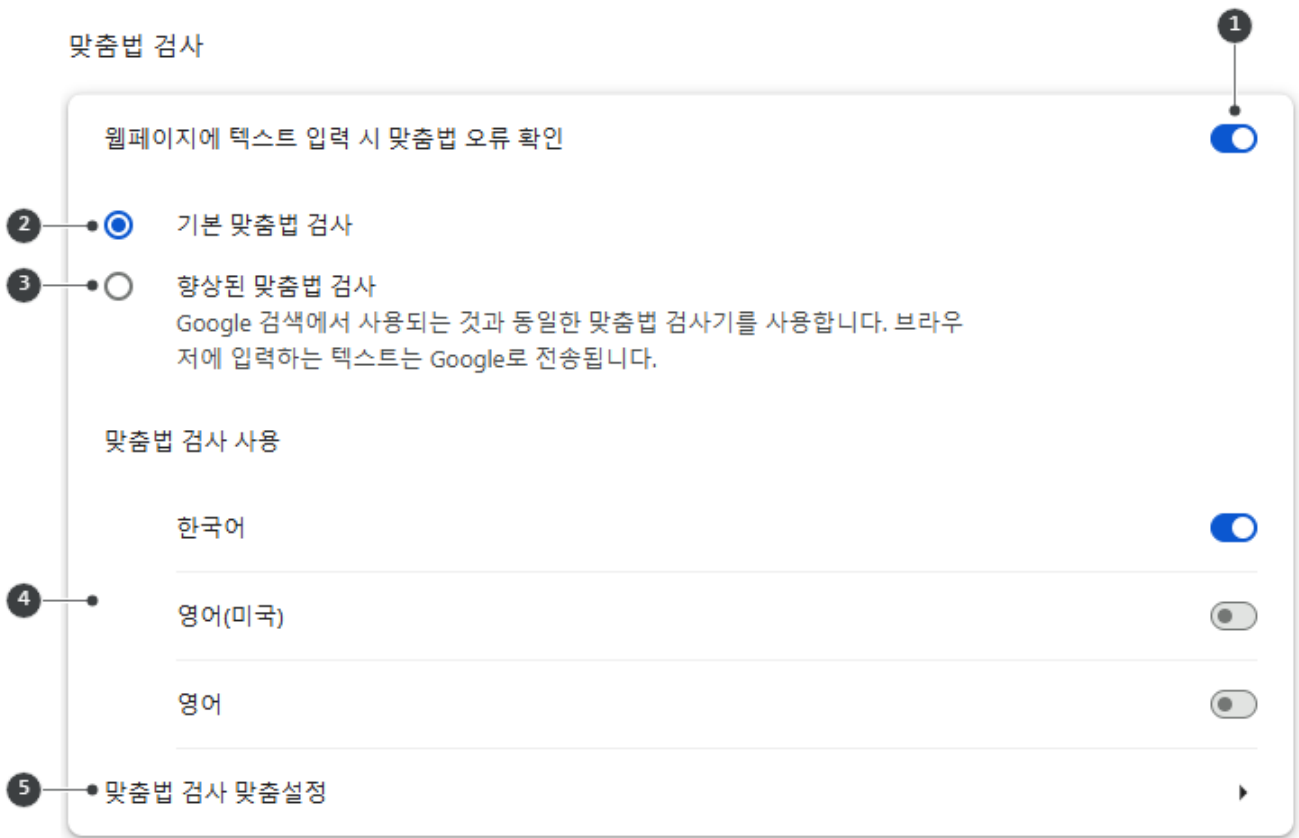 1
맞춤법 검사
웹페이지에 텍스트 입력 시 맞춤법 오류 확인
2 기본 맞춤법 검사
3 향상된 맞춤법 검사
Google 검색에서 사용되는 것과 동일한 맞춤법 검사기를 사용합니다. 브라우
저에 입력하는 텍스트는 Google로 전송됩니다.
맞춤법 검사 사용
한국어
4
영어(미국)
영어
5 맞춤법 검사 맞춤설정